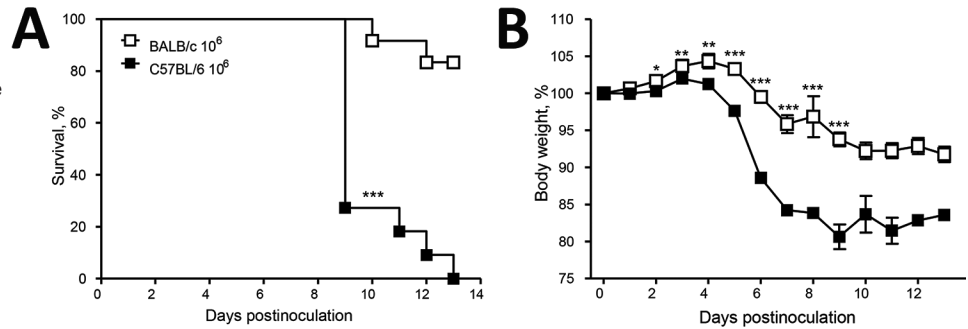 A
100
80
60
40
20
0
Survival, %
BALB/c 10⁶
C57BL/6 10⁶
***
0 2 4 6 8 10 12 14
Days postinoculation
B
110
105
100
95
90
85
80
75
Body weight, %
* ** ** *** *** *** *** ***
0 2 4 6 8 10 12
Days postinoculation